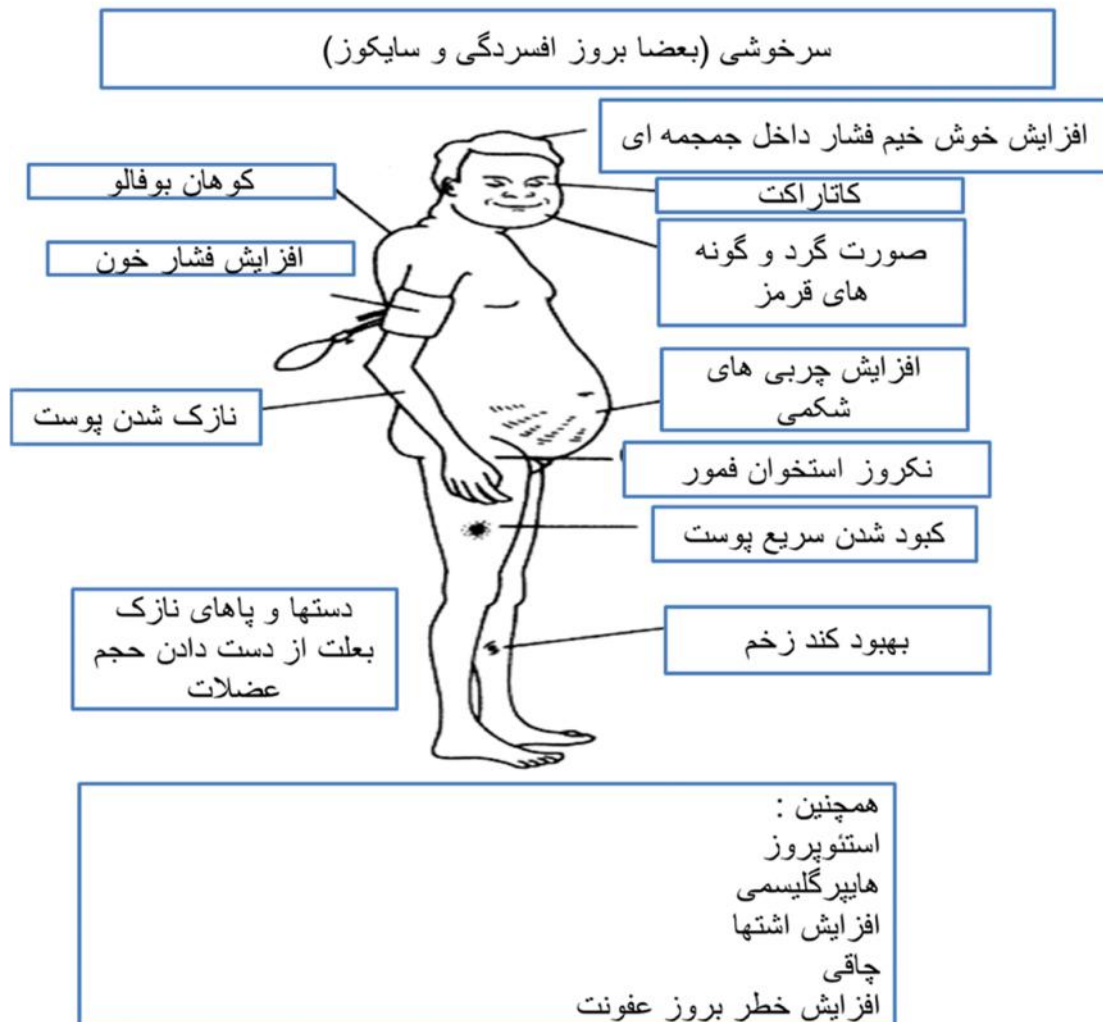 سرخوشی (بعضا بروز افسردگی و سایکوز)
افزایش خوش خیم فشار داخل جمجمه ای
کوهان بوفالو
کاتاراکت
افزایش فشار خون
صورت گرد و گونه
های قرمز
افزایش چربی های
شکمی
نازک شدن پوست
نکروز استخوان فمور
کبود شدن سریع پوست
دستها و پاهای نازک
بعلت از دست دادن حجم
عضلات
بهبود کند زخم
همچنین :
استئوپروز
هایپرگلیسمی
افزایش اشتها
چاقی
افزایش خطر بروز عفونت